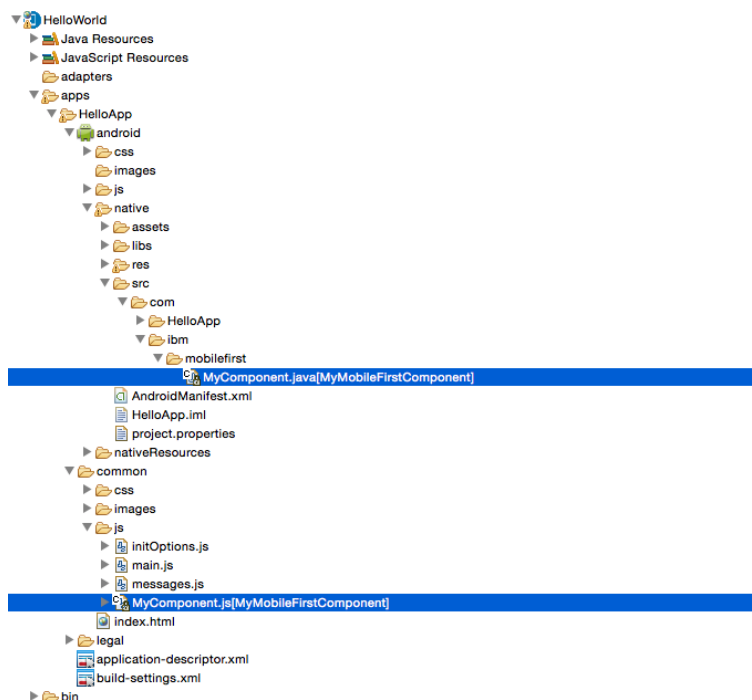 HelloWorld
Java Resources
JavaScript Resources
adapters
apps
HelloApp
android
css
images
js
native
assets
libs
res
src
com
HelloApp
ibm
mobilefirst
MyComponent.java[MyMobileFirstComponent]
AndroidManifest.xml
HelloApp.iml
project.properties
nativeResources
common
css
images
js
initOptions.js
main.js
messages.js
MyComponent.js[MyMobileFirstComponent]
index.html
legal
application-descriptor.xml
build-settings.xml
bin